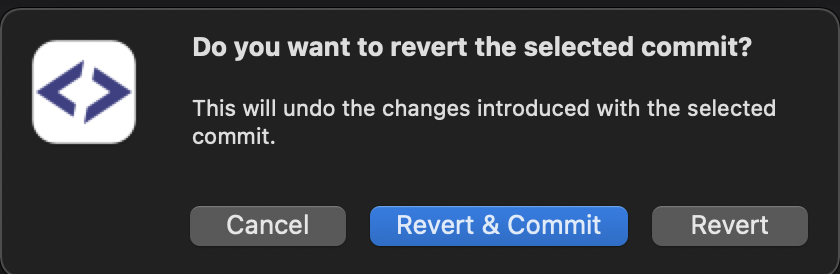 Do you want to revert the selected commit?
This will undo the changes introduced with the selected
commit.
Cancel
Revert & Commit
Revert